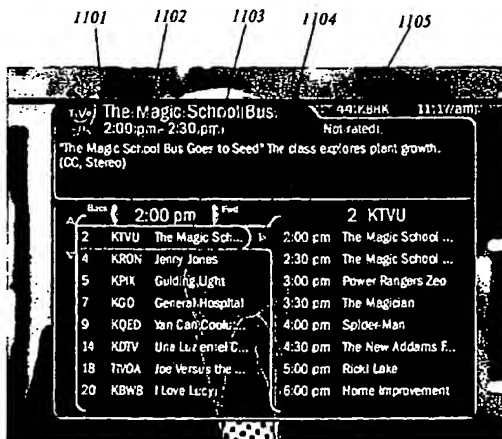 1101 1102 1103 1104 1105
The Magic School Bus 44 KBHK 11:17 am
2:00 pm - 2:30 pm Not rated
"The Magic School Bus Goes to Seed" The class explores plant growth.
(CC, Stereo)
Back 2:00 pm Fwd 2 KTVU
2 KTVU The Magic Sch... 2:00 pm The Magic School ...
4 KRON Jenny Jones 2:30 pm The Magic School ...
5 KPIX Guiding Light 3:00 pm Power Rangers Zeo
7 KGO General Hospital 3:30 pm The Magician
9 KQED Yan Can Cook: ... 4:00 pm Spider-Man
14 KDTV C... 4:30 pm The New Addams F...
18 Joe Versus the ... 5:00 pm Ricki Lake
20 KBWB I Love Lucy 6:00 pm Home Improvement